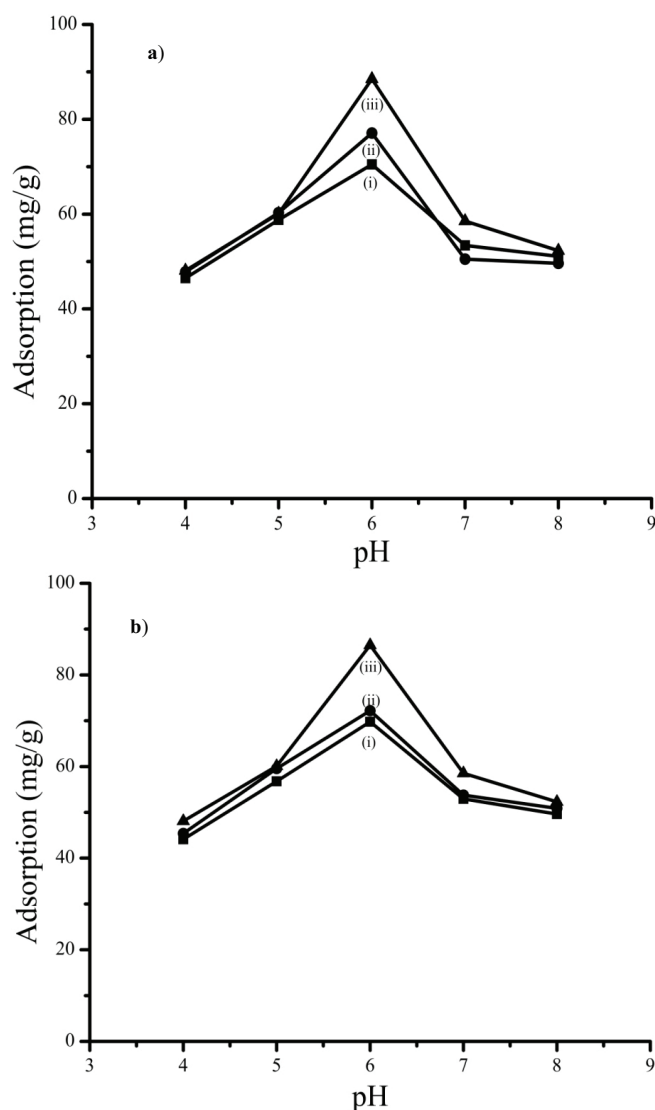 100
a)
(iii)
80
(ii)
(i)
60
40
20
0
3 4 5 6 7 8 9
Adsorption (mg/g)
pH
100
b)
80
(iii)
(ii)
(i)
60
40
20
0
3 4 5 6 7 8 9
Adsorption (mg/g)
pH